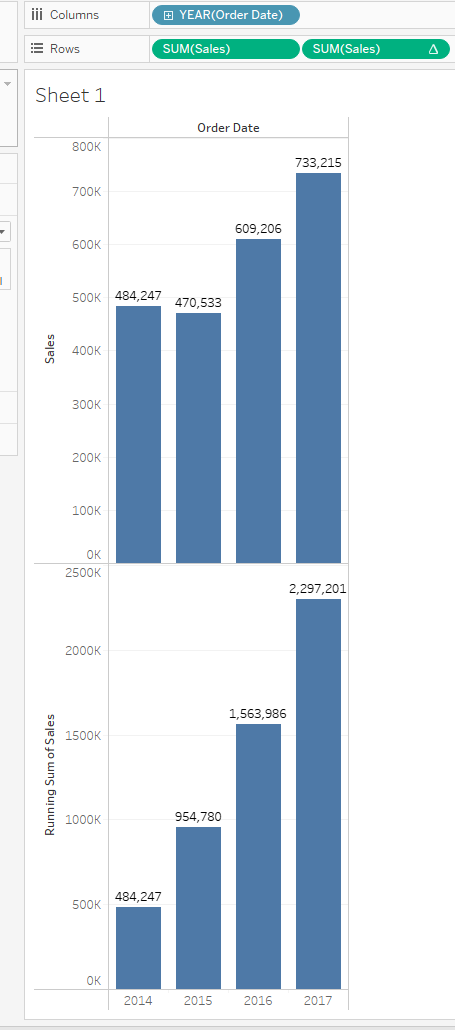 Columns
YEAR(Order Date)
Rows
SUM(Sales)
SUM(Sales)
Sheet 1
Order Date
800K
700K
600K
500K
400K
300K
200K
100K
0K
Sales
484,247
470,533
609,206
733,215
2500K
2000K
1500K
1000K
500K
0K
Running Sum of Sales
484,247
954,780
1,563,986
2,297,201
2014 2015 2016 2017